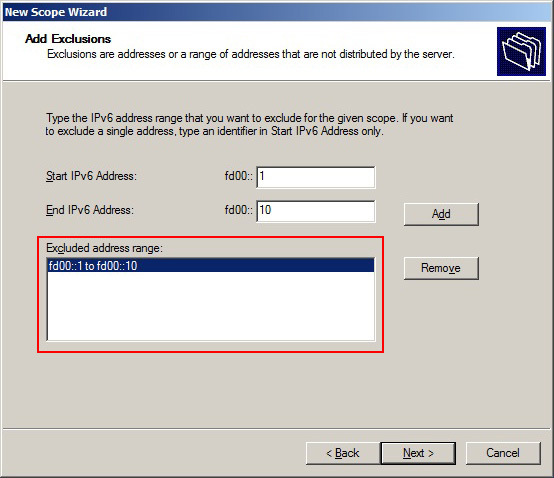 New Scope Wizard
Add Exclusions
Exclusions are addresses or a range of addresses that are not distributed by the server.
Type the IPv6 address range that you want to exclude for the given scope. If you want
to exclude a single address, type an identifier in Start IPv6 Address only.
Start IPv6 Address: fd00:: 1
End IPv6 Address: fd00:: 10 Add
Excluded address range:
fd00::1 to fd00::10 Remove
< Back Next > Cancel